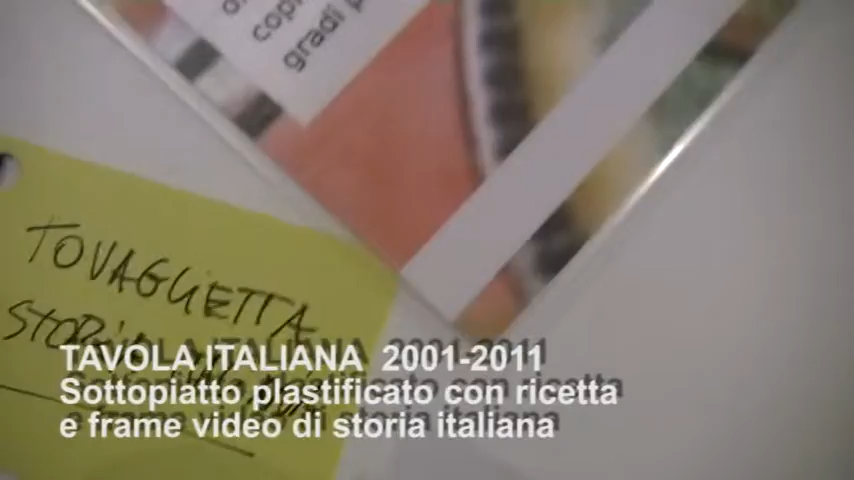 copi
gradi p
TOVAGLIETTA
TAVOLA ITALIANA 2001-2011
Sottopiatto plastificato con ricetta
e frame video di storia italiana